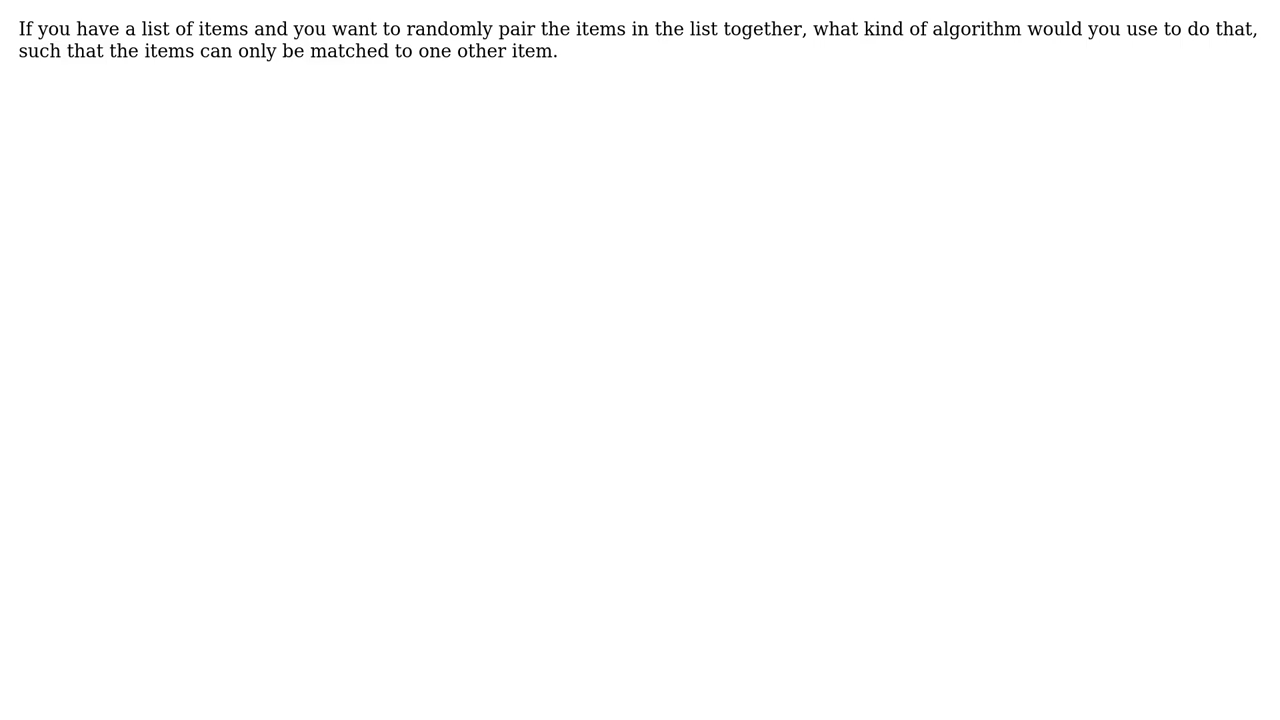 If you have a list of items and you want to randomly pair the items in the list together, what kind of algorithm would you use to do that,
such that the items can only be matched to one other item.